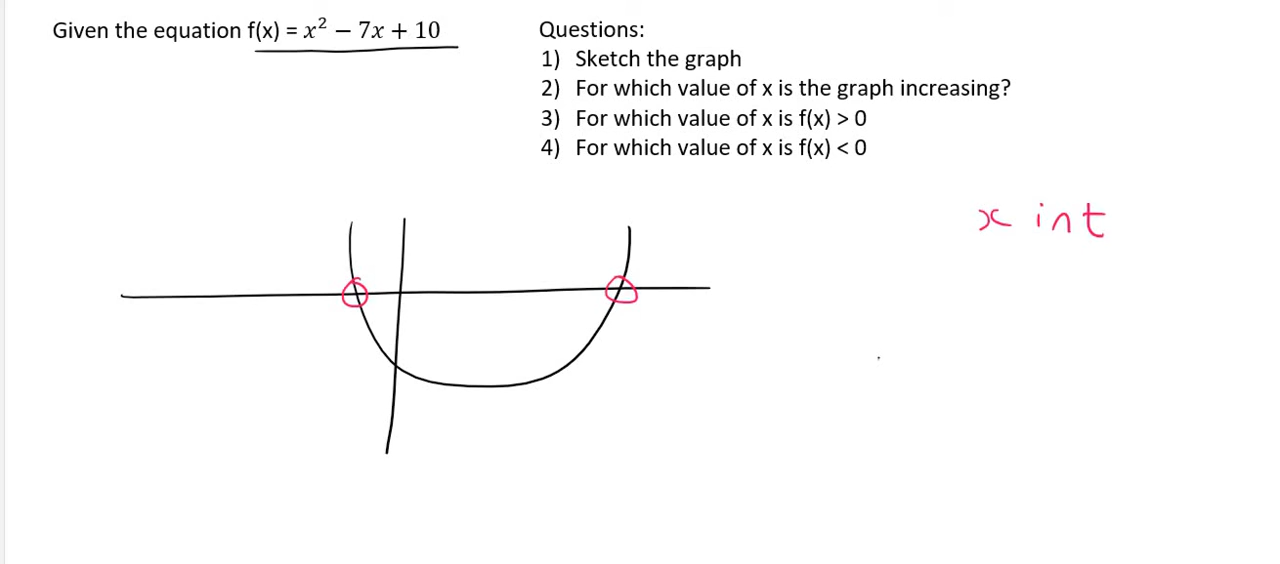 Given the equation f(x) = x² − 7x + 10
Questions:
1) Sketch the graph
2) For which value of x is the graph increasing?
3) For which value of x is f(x) > 0
4) For which value of x is f(x) < 0
x int